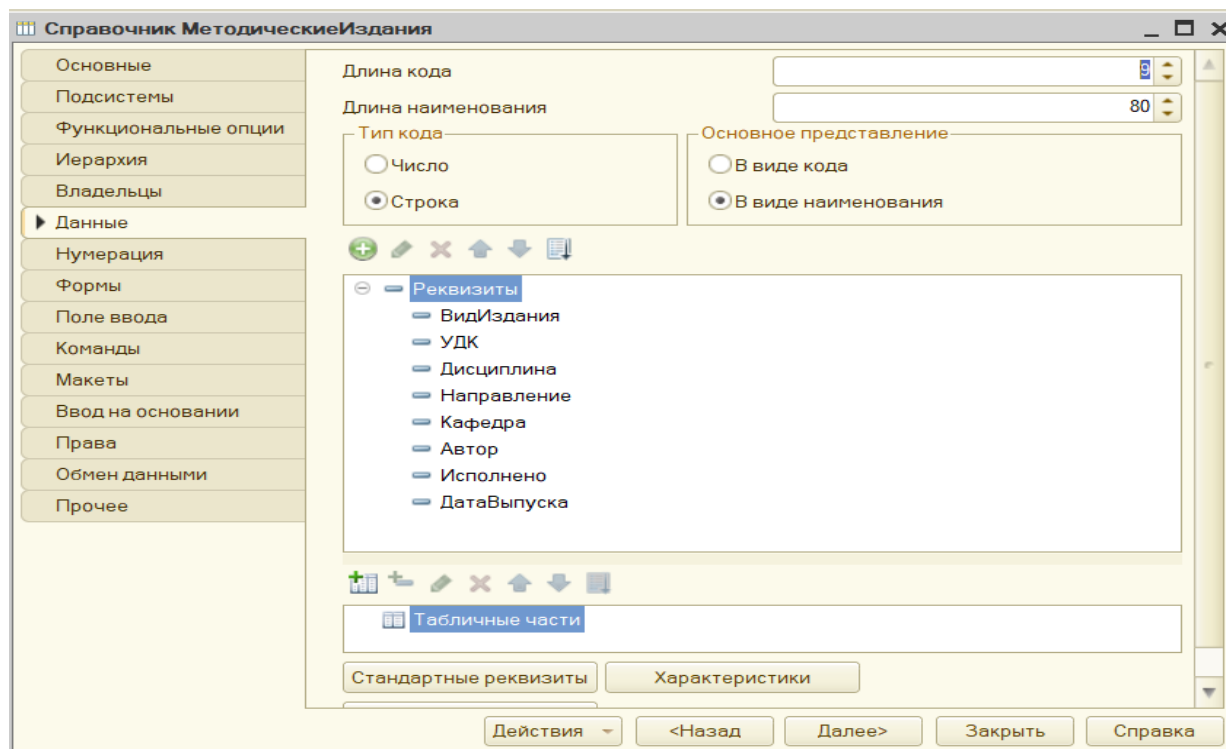 Справочник МетодическиеИздания
Основные
Подсистемы
Функциональные опции
Иерархия
Владельцы
Данные
Нумерация
Формы
Поле ввода
Команды
Макеты
Ввод на основании
Права
Обмен данными
Прочее
Длина кода 9
Длина наименования 80
Тип кода
Число
Строка
Основное представление
В виде кода
В виде наименования
Реквизиты
ВидИздания
УДК
Дисциплина
Направление
Кафедра
Автор
Исполнено
ДатаВыпуска
Табличные части
Стандартные реквизиты Характеристики
Действия <Назад Далее> Закрыть Справка